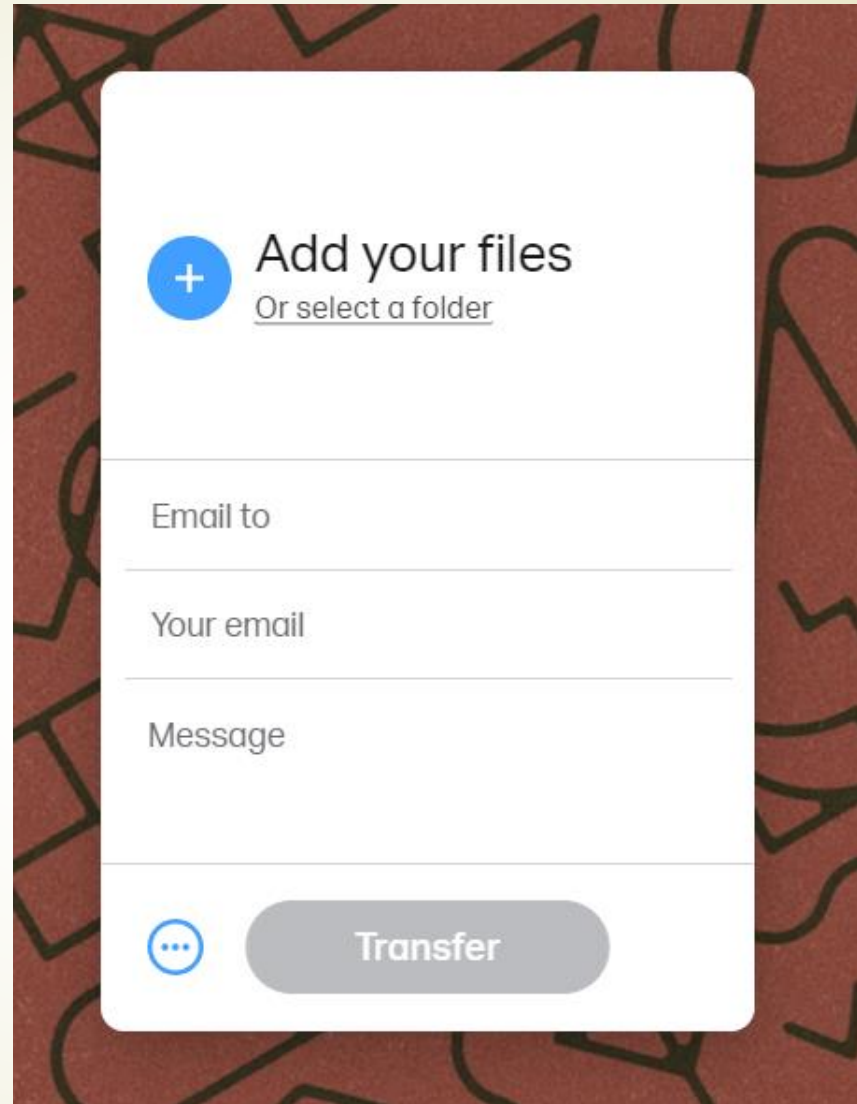 Add your files
Or select a folder
Email to
Your email
Message
Transfer